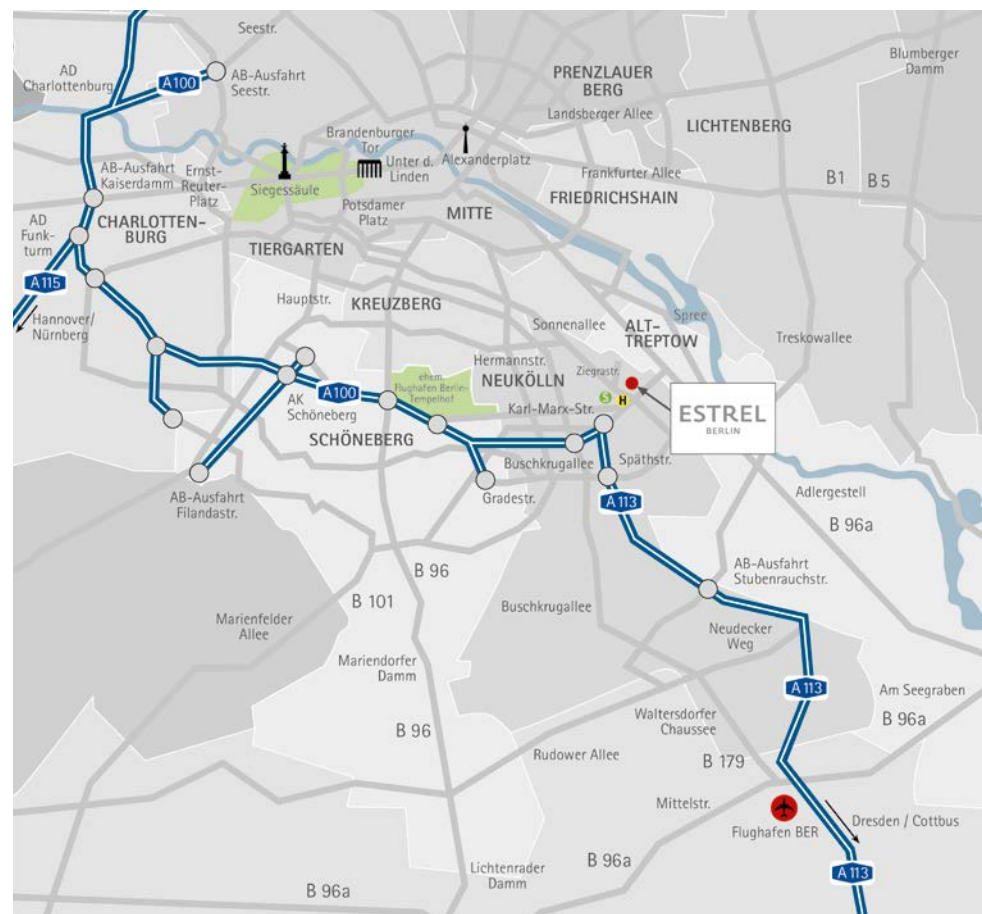 Seestr.
AD
Charlottenburg
A100
AB-Ausfahrt
Seestr.
PRENZLAUER
BERG
Blumberger
Damm
Landsberger Allee
LICHTENBERG
Brandenburger
Tor
Unter d.
Linden
Alexanderplatz
AB-Ausfahrt
Kaiserdamm
Ernst-
Reuter-
Platz
Siegessäule
Frankfurter Allee
B1
B 5
FRIEDRICHSHAIN
Potsdamer
Platz
MITTE
CHARLOTTEN-
BURG
AD
Funk-
turm
TIERGARTEN
A115
Hannover/
Nürnberg
Hauptstr.
KREUZBERG
Sonnenallee
ALT-
TREPTOW
Spree
Treskowallee
Hermannstr.
NEUKÖLLN
Ziegrastr.
ehem.
Flughafen Berlin-
Tempelhof
S
H
ESTREL
BERLIN
A100
AK
Schöneberg
Karl-Marx-Str.
SCHÖNEBERG
Buschkrugallee
Späthstr.
Gradestr.
A113
Adlergestell
B 96a
AB-Ausfahrt
Filandastr.
B 96
AB-Ausfahrt
Stubenrauchstr.
B 101
Buschkrugallee
Marienfelder
Allee
Neudecker
Weg
Mariendorfer
Damm
A113
Am Seegraben
B 96a
Waltersdorfer
Chaussee
B 96
Rudower Allee
B 179
Mittelstr.
Flughafen BER
Dresden / Cottbus
B 96a
Lichtenrader
Damm
A113
B 96a